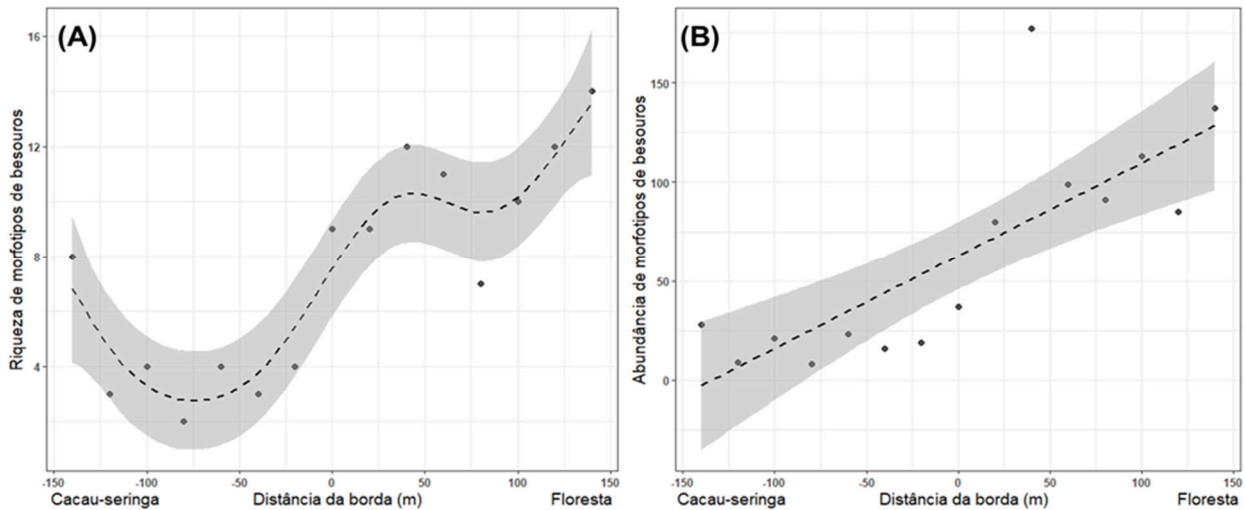 (A)
Riqueza de morfotipos de besouros
16
12
8
4
-150 -100 -50 0 50 100 150
Cacau-seringa Distância da borda (m) Floresta
(B)
Abundância de morfotipos de besouros
150
100
50
0
-150 -100 -50 0 50 100 150
Cacau-seringa Distância da borda (m) Floresta